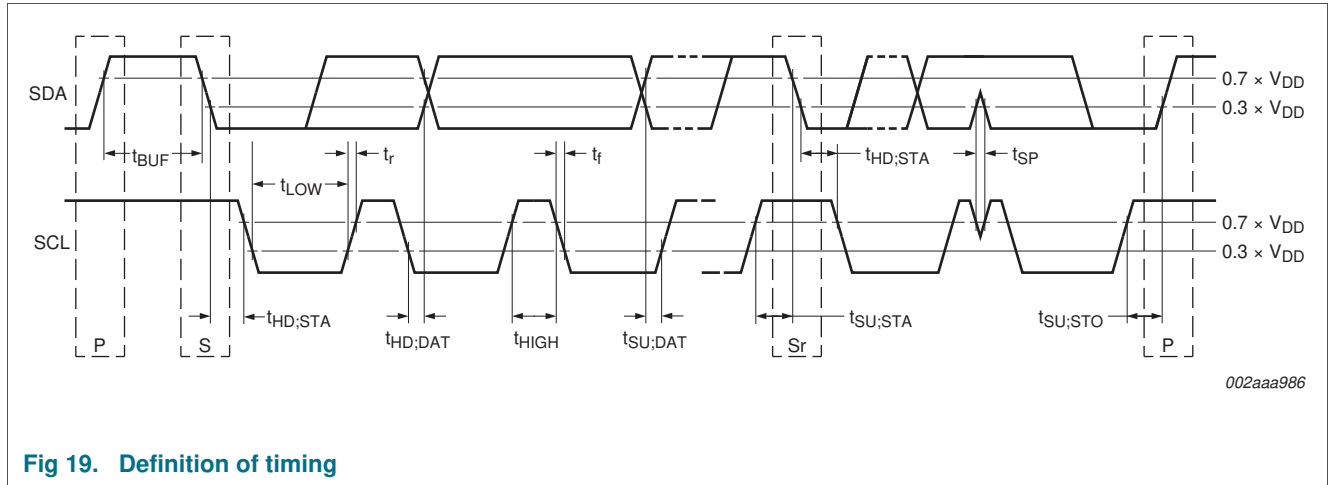 SDA
0.7 × VDD
0.3 × VDD
tBUF
tr
tf
tHD;STA
tSP
tLOW
SCL
0.7 × VDD
0.3 × VDD
tHD;STA
tHD;DAT
tHIGH
tSU;DAT
tSU;STA
tSU;STO
P
S
Sr
P
002aaa986
Fig 19. Definition of timing